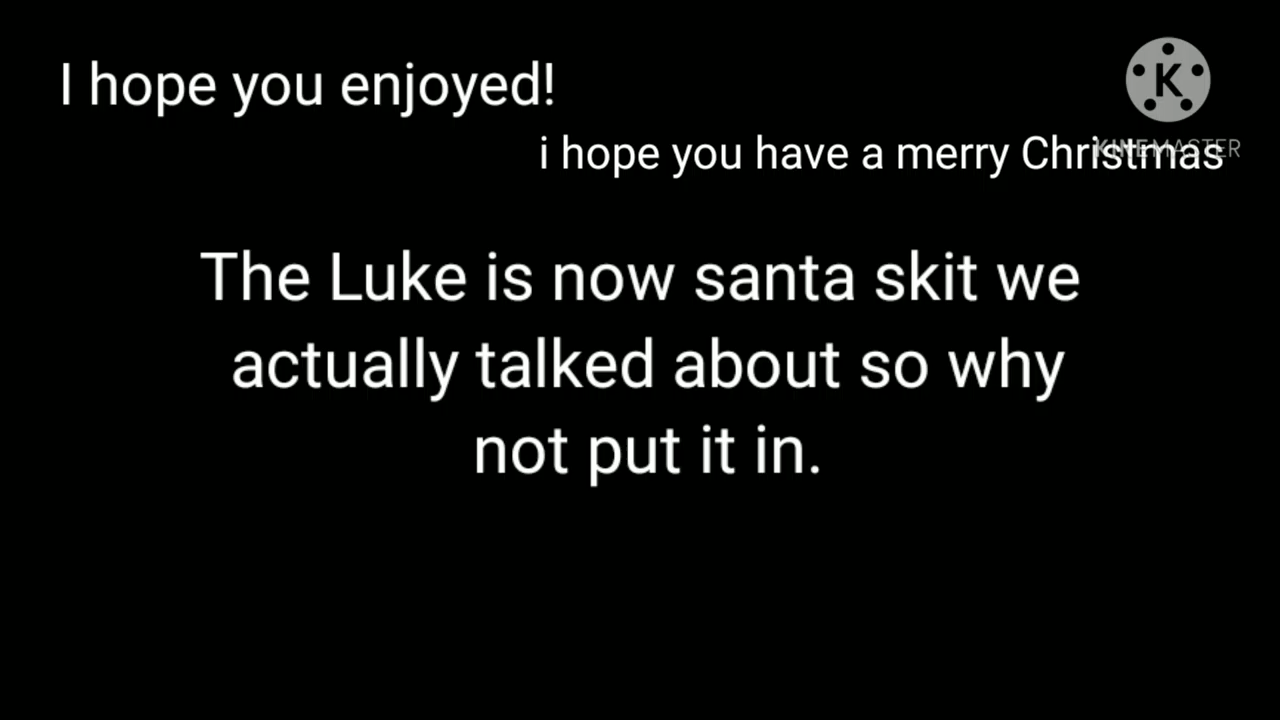 I hope you enjoyed!
K
i hope you have a merry Christmas
KINEMASTER
The Luke is now santa skit we
actually talked about so why
not put it in.